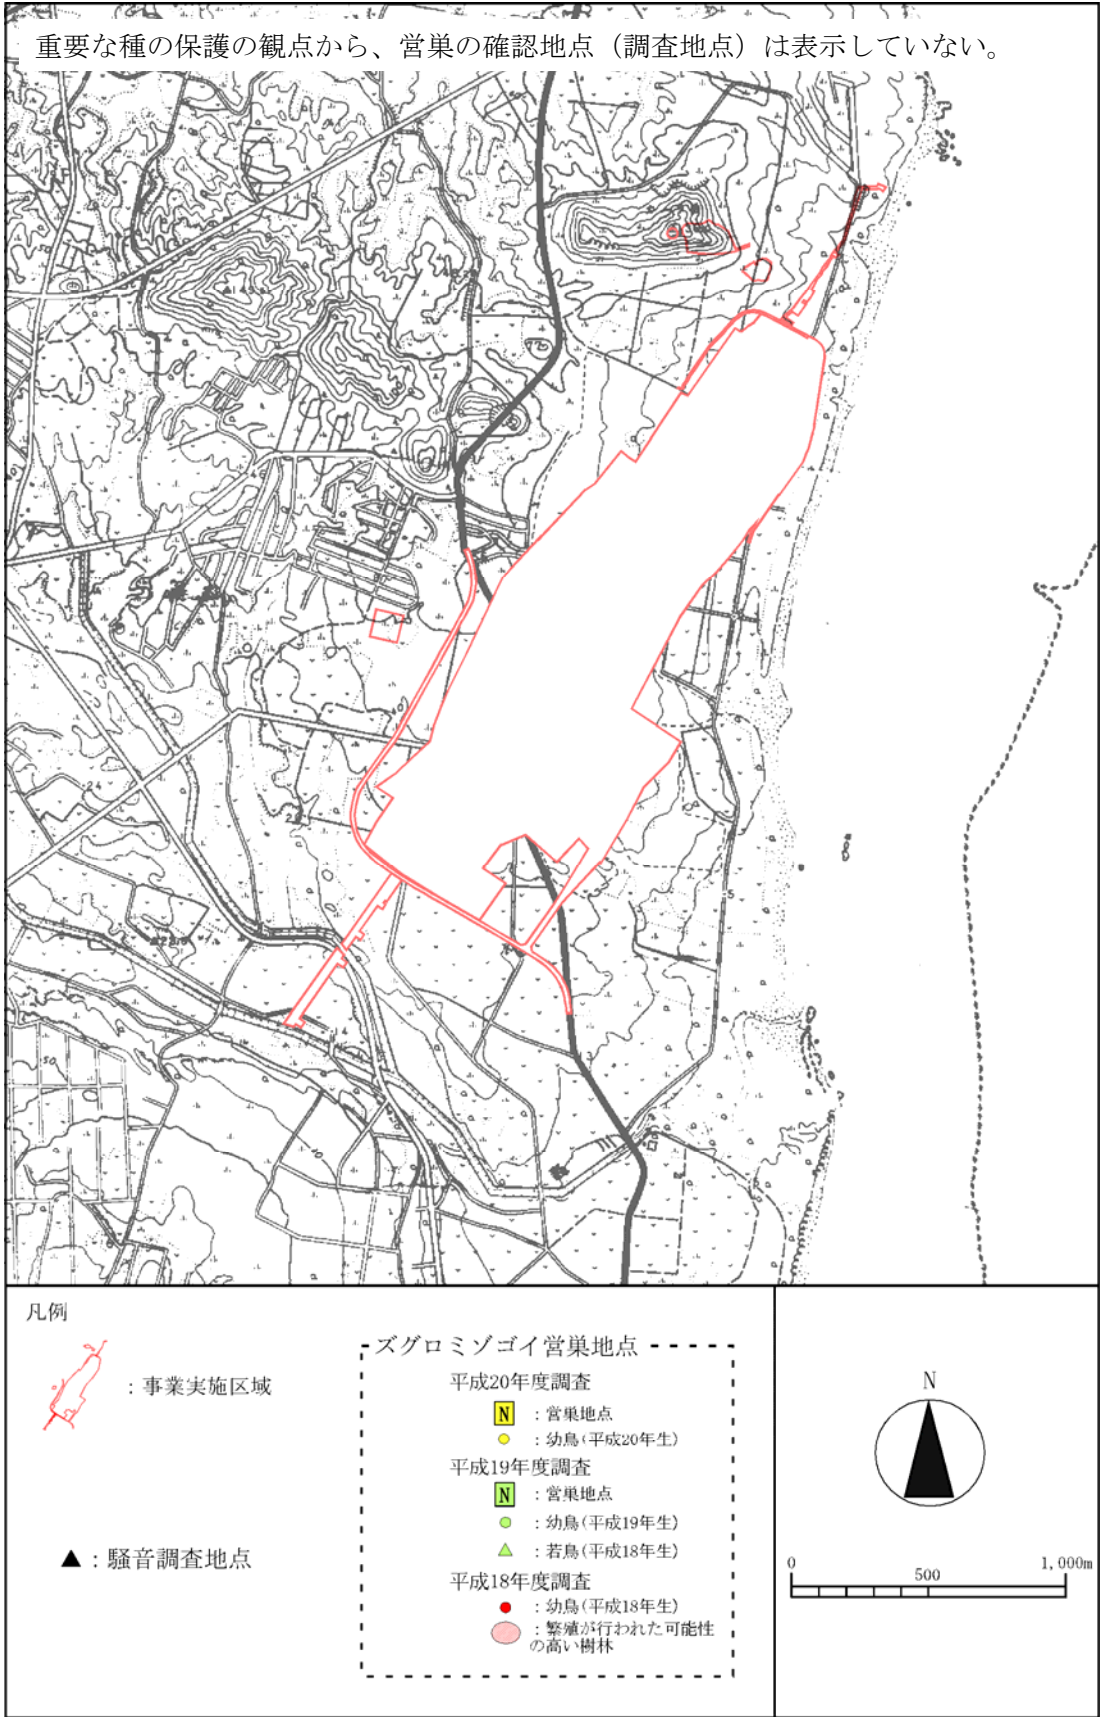 重要な種の保護の観点から、営巣の確認地点（調査地点）は表示していない。
凡例
：事業実施区域
▲：騒音調査地点
ズグロミゾゴイ営巣地点
平成20年度調査
N：営巣地点
：幼鳥(平成20年生)
平成19年度調査
N：営巣地点
：幼鳥(平成19年生)
：若鳥(平成18年生)
平成18年度調査
：幼鳥(平成18年生)
：繁殖が行われた可能性
の高い樹林
N
0 500 1,000m